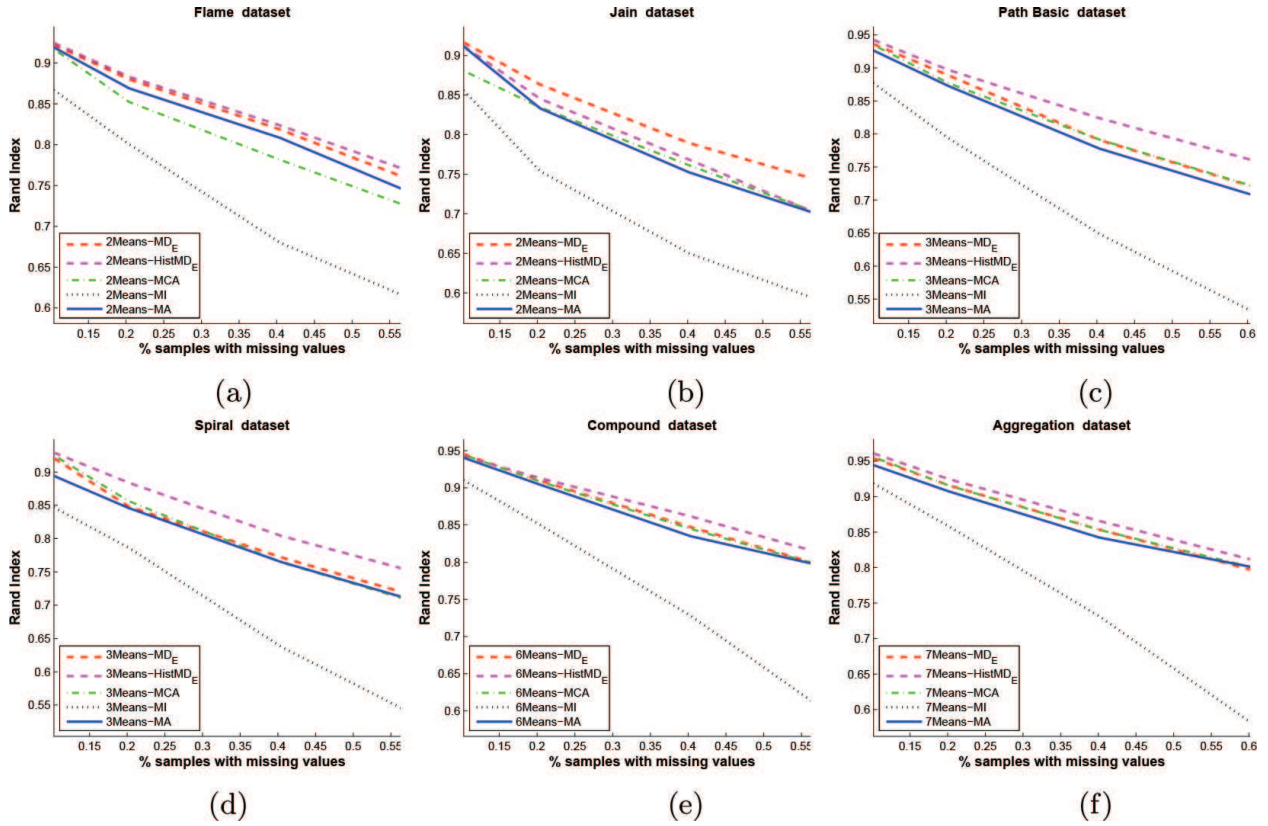 Flame dataset
Rand Index
0.9
0.85
0.8
0.75
0.7
0.65
0.6
2Means−MD_E
2Means−HistMD_E
2Means−MCA
2Means−MI
2Means−MA
0.15 0.2 0.25 0.3 0.35 0.4 0.45 0.5 0.55
% samples with missing values
(a)
Jain dataset
Rand Index
0.9
0.85
0.8
0.75
0.7
0.65
0.6
2Means−MD_E
2Means−HistMD_E
2Means−MCA
2Means−MI
2Means−MA
0.15 0.2 0.25 0.3 0.35 0.4 0.45 0.5 0.55
% samples with missing values
(b)
Path Basic dataset
Rand Index
0.95
0.9
0.85
0.8
0.75
0.7
0.65
0.6
0.55
3Means−MD_E
3Means−HistMD_E
3Means−MCA
3Means−MI
3Means−MA
0.15 0.2 0.25 0.3 0.35 0.4 0.45 0.5 0.55 0.6
% samples with missing values
(c)
Spiral dataset
Rand Index
0.9
0.85
0.8
0.75
0.7
0.65
0.6
0.55
3Means−MD_E
3Means−HistMD_E
3Means−MCA
3Means−MI
3Means−MA
0.15 0.2 0.25 0.3 0.35 0.4 0.45 0.5 0.55
% samples with missing values
(d)
Compound dataset
Rand Index
0.95
0.9
0.85
0.8
0.75
0.7
0.65
0.6
6Means−MD_E
6Means−HistMD_E
6Means−MCA
6Means−MI
6Means−MA
0.15 0.2 0.25 0.3 0.35 0.4 0.45 0.5 0.55
% samples with missing values
(e)
Aggregation dataset
Rand Index
0.95
0.9
0.85
0.8
0.75
0.7
0.65
0.6
7Means−MD_E
7Means−HistMD_E
7Means−MCA
7Means−MI
7Means−MA
0.15 0.2 0.25 0.3 0.35 0.4 0.45 0.5 0.55 0.6
% samples with missing values
(f)